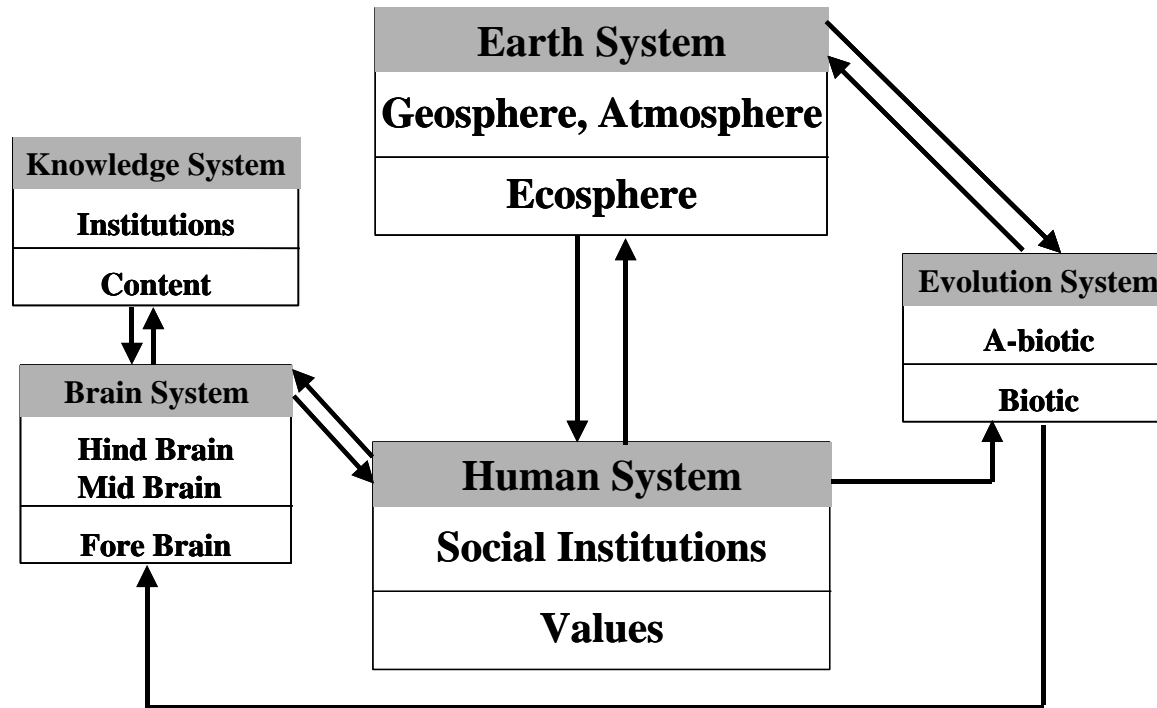 Earth System
Geosphere, Atmosphere
Ecosphere
Knowledge System
Institutions
Content
Evolution System
A-biotic
Biotic
Brain System
Hind Brain
Mid Brain
Fore Brain
Human System
Social Institutions
Values